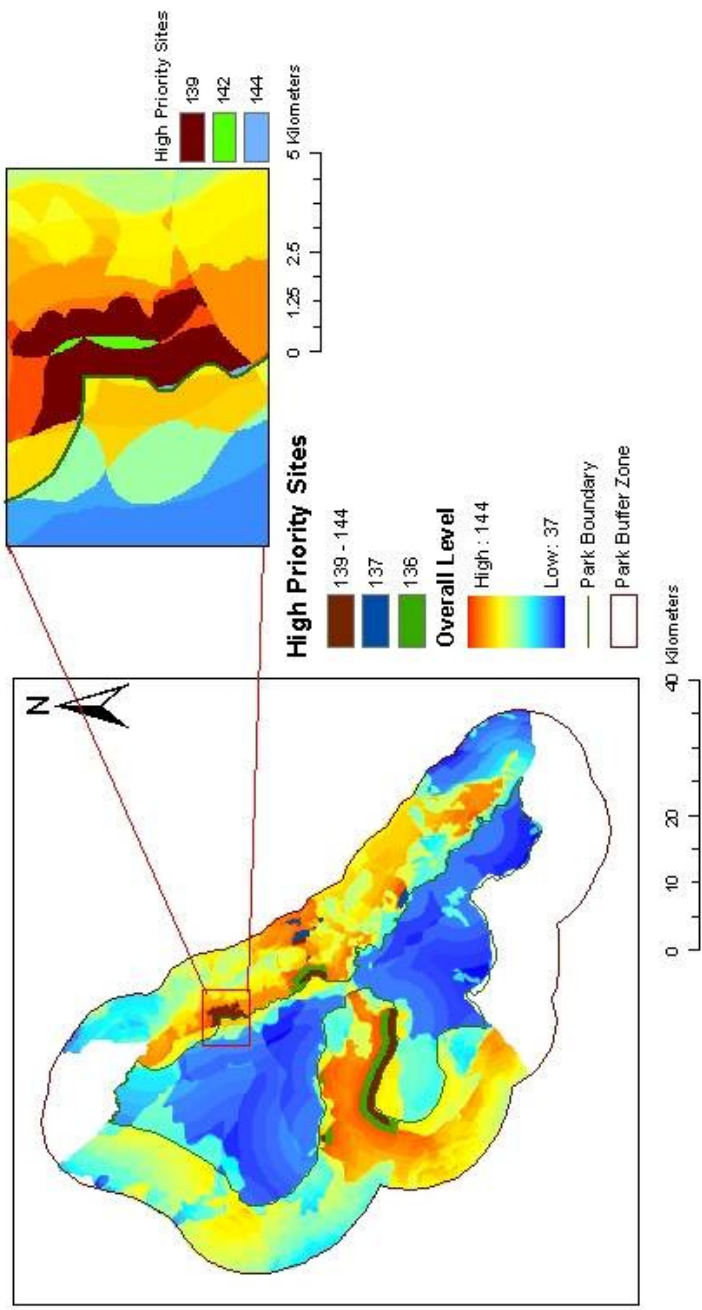 High Priority Sites
139
142
144
0 1.25 2.5 5 Kilometers
N
High Priority Sites
139 - 144
137
136
Overall Level
High : 144
Low : 37
Park Boundary
Park Buffer Zone
0 10 20 40 Kilometers